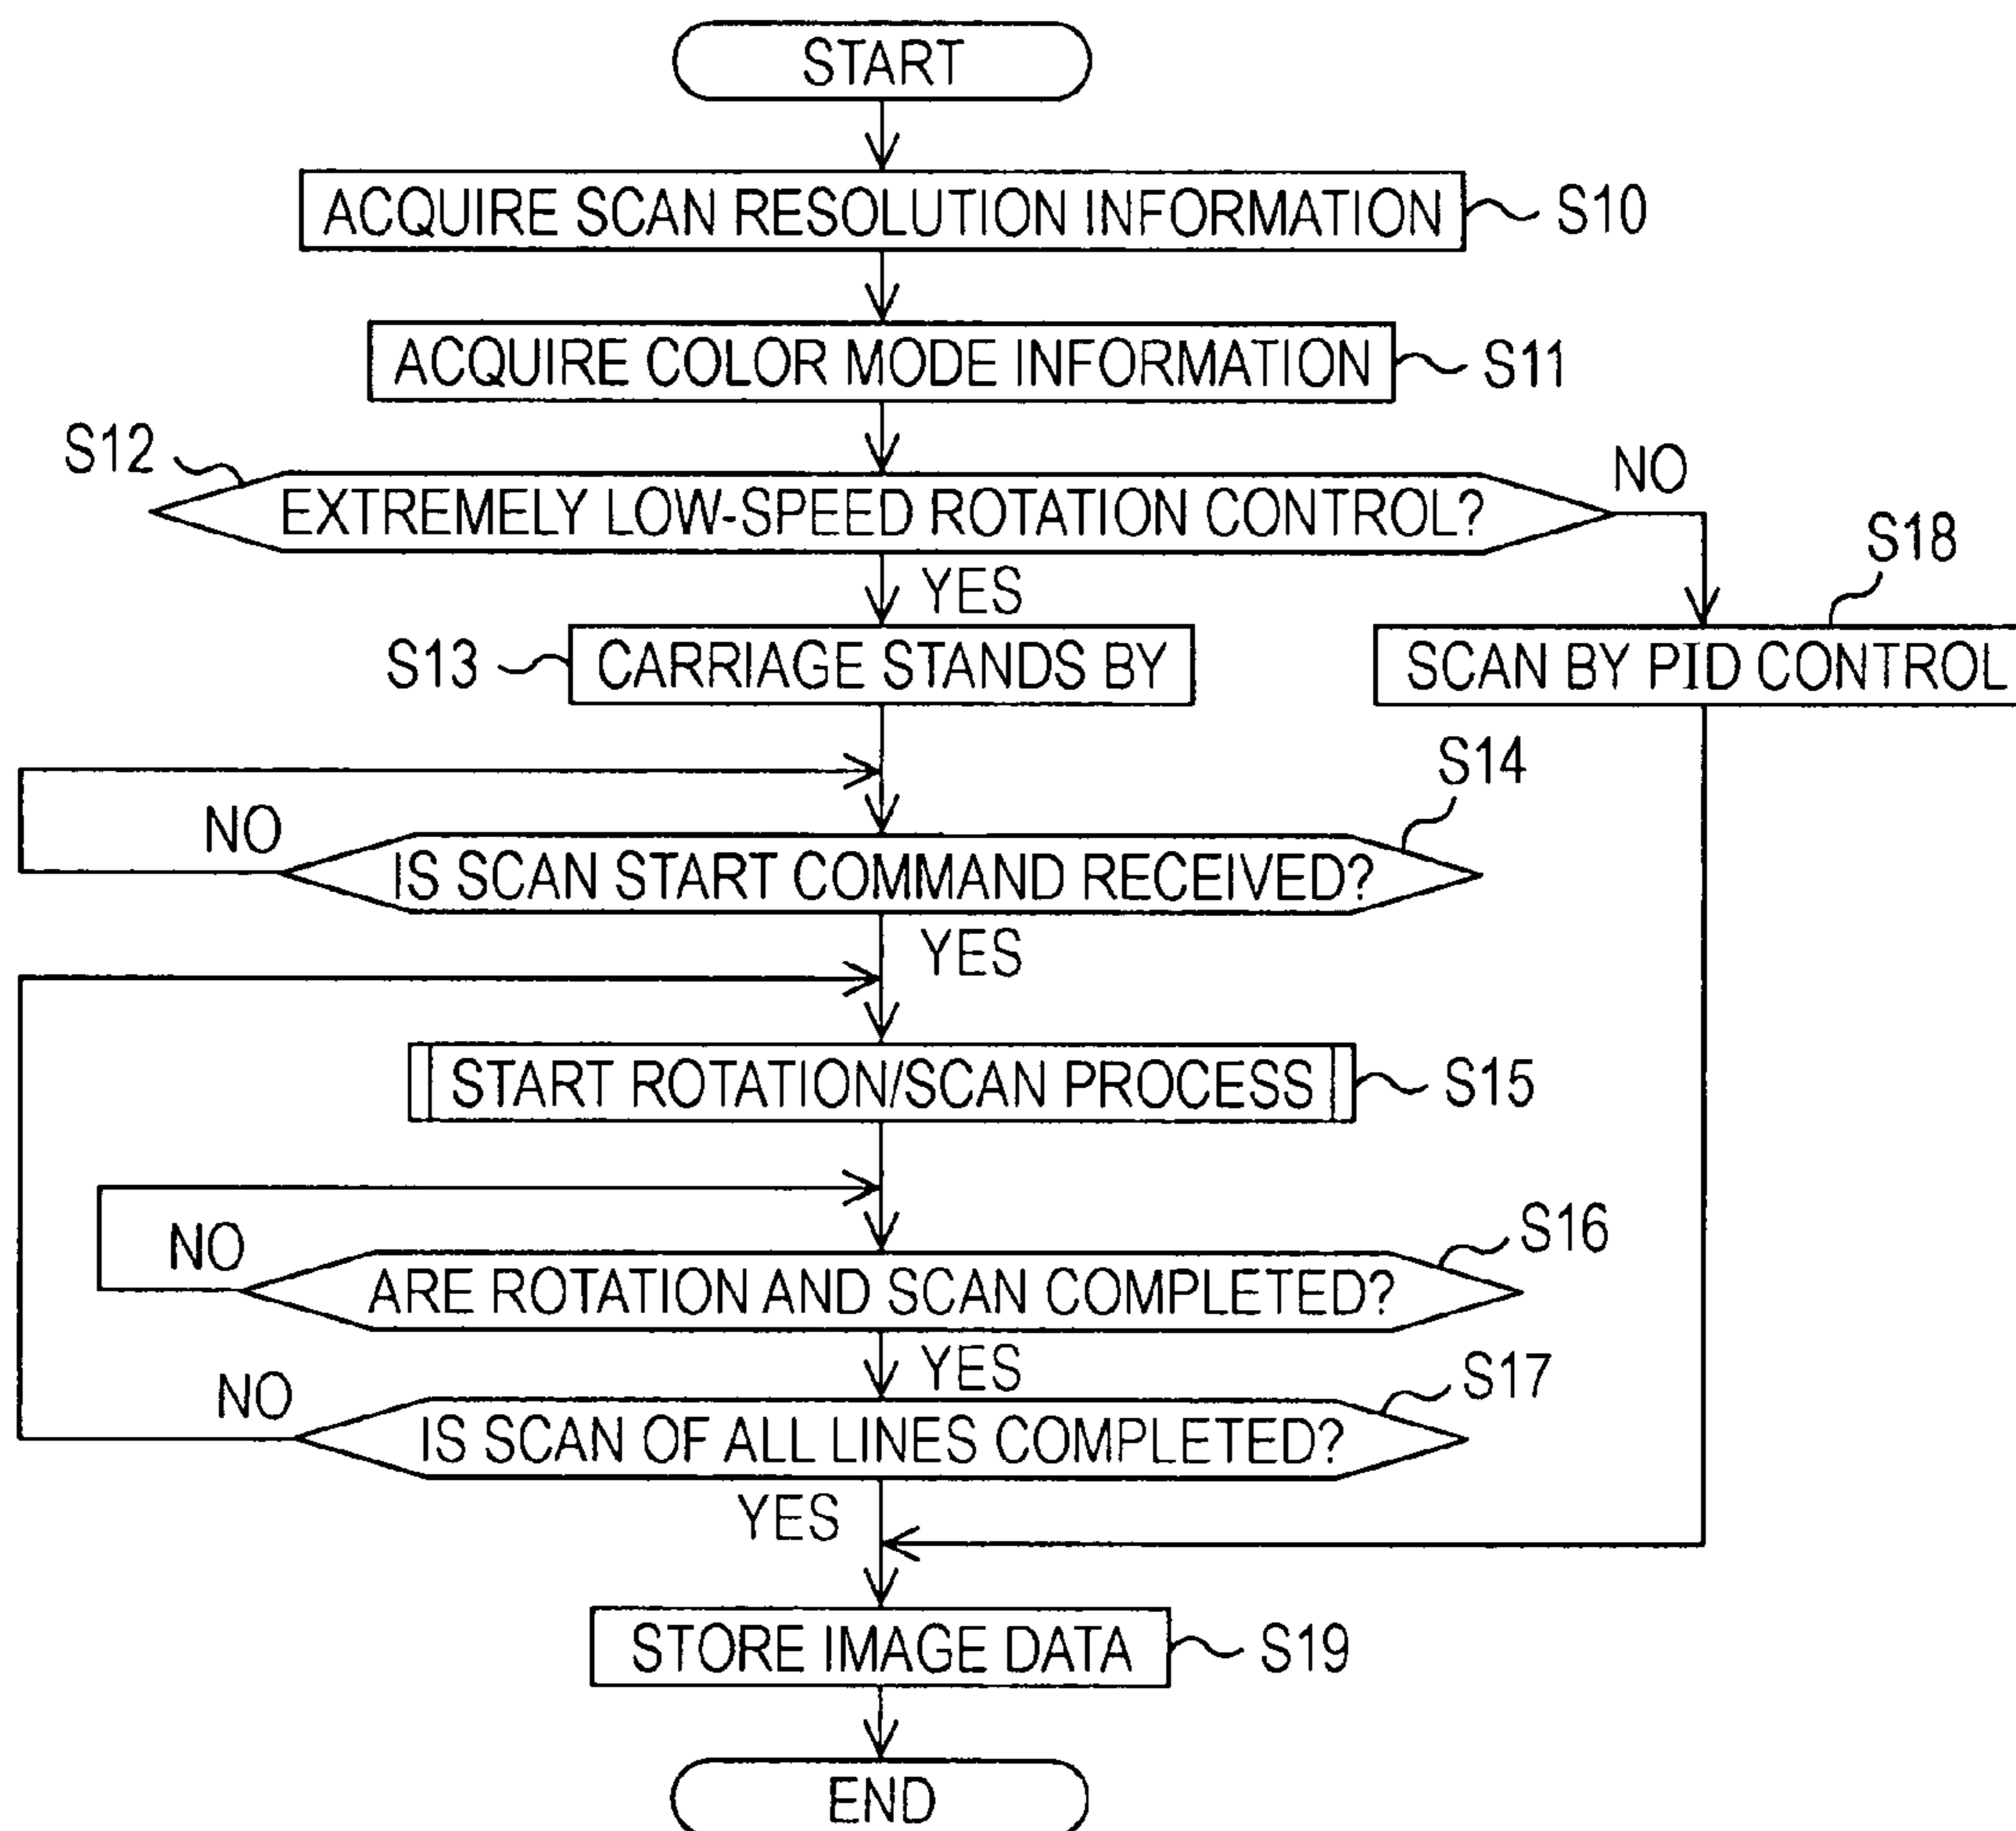 START
ACQUIRE SCAN RESOLUTION INFORMATION
S10
ACQUIRE COLOR MODE INFORMATION
S11
S12
EXTREMELY LOW-SPEED ROTATION CONTROL?
NO
YES
S18
S13
CARRIAGE STANDS BY
SCAN BY PID CONTROL
S14
NO
IS SCAN START COMMAND RECEIVED?
YES
START ROTATION/SCAN PROCESS
S15
S16
NO
ARE ROTATION AND SCAN COMPLETED?
YES
S17
NO
IS SCAN OF ALL LINES COMPLETED?
YES
STORE IMAGE DATA
S19
END